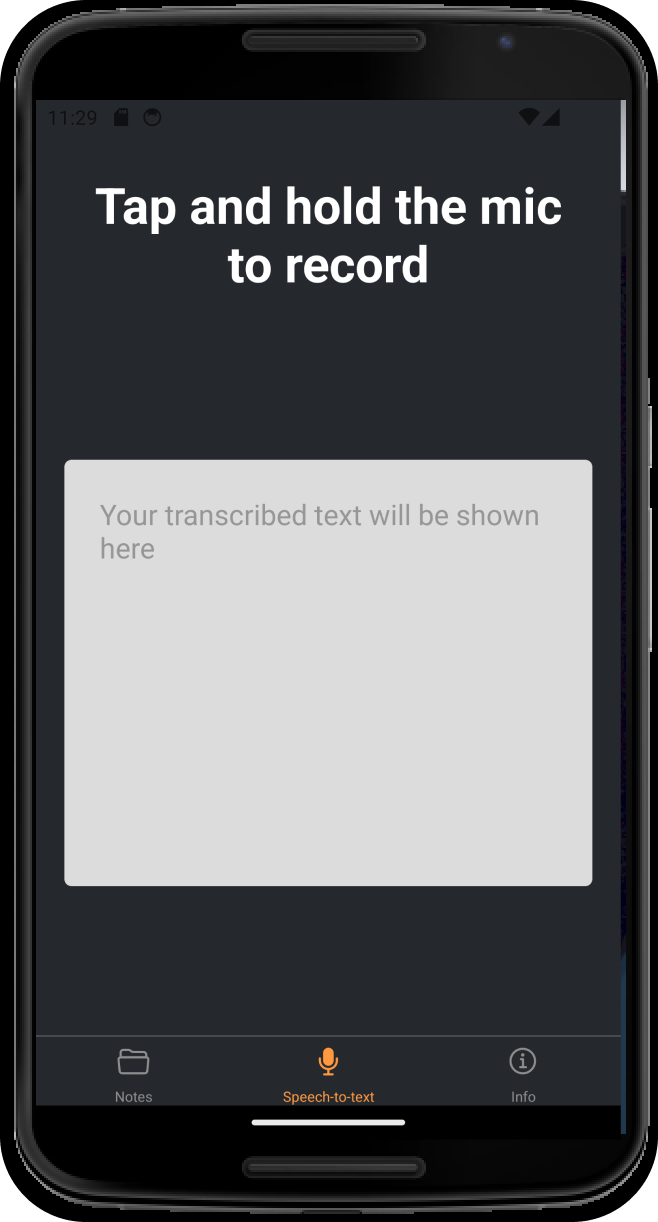 11:29
Tap and hold the mic
to record
Your transcribed text will be shown
here
Notes
Speech-to-text
Info